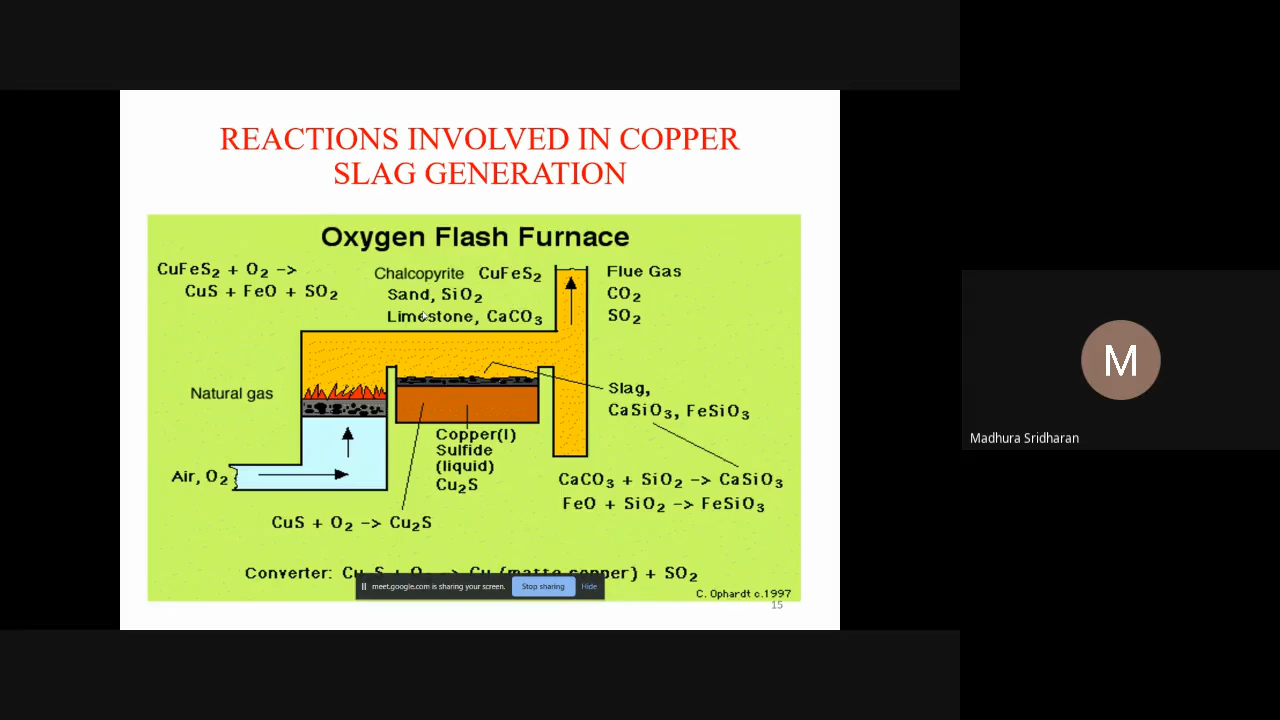 REACTIONS INVOLVED IN COPPER
SLAG GENERATION
Oxygen Flash Furnace
CuFeS2 + O2 ->
CuS + FeO + SO2
Chalcopyrite CuFeS2
Sand, SiO2
Limestone, CaCO3
Flue Gas
CO2
SO2
Natural gas
Slag,
CaSiO3, FeSiO3
Copper(I)
Sulfide
(liquid)
Cu2S
Air, O2
CaCO3 + SiO2 -> CaSiO3
FeO + SiO2 -> FeSiO3
CuS + O2 -> Cu2S
Converter: Cu2S + O2 -> Cu (matte copper) + SO2
meet.google.com is sharing your screen.
Stop sharing
Hide
C. Ophardt c.1997
15
M
Madhura Sridharan